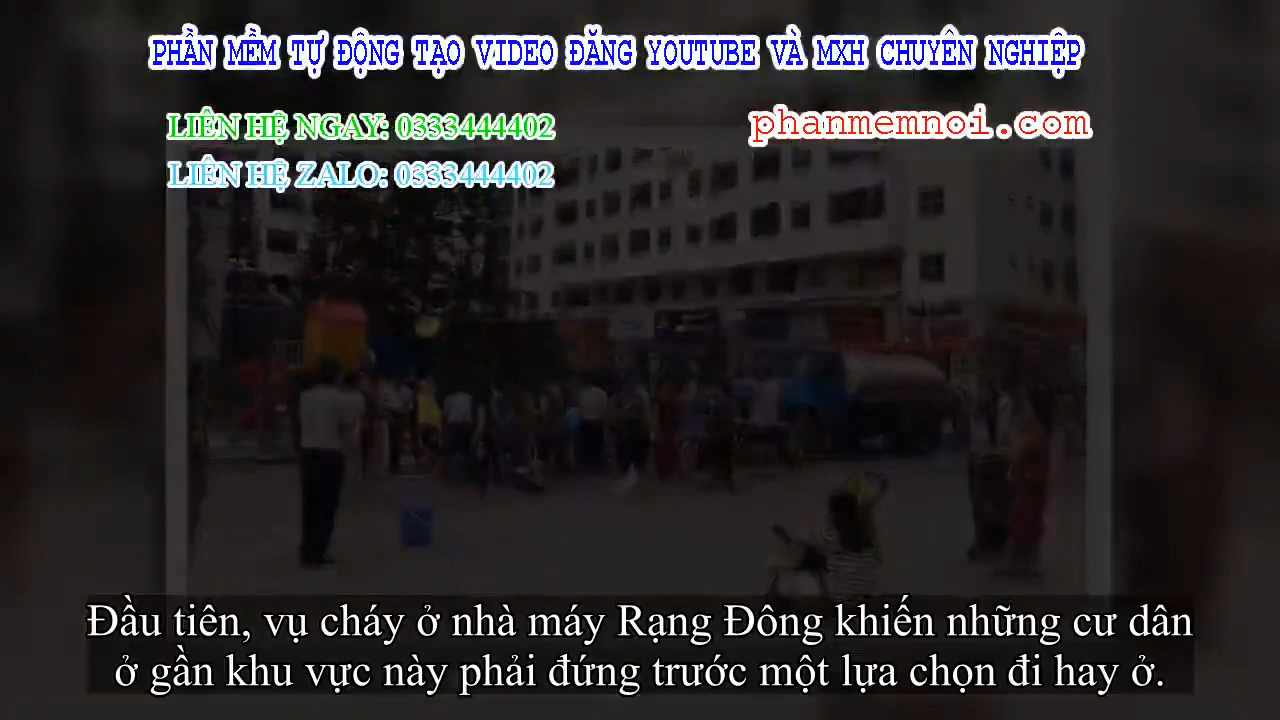 PHẦN MỀM TỰ ĐỘNG TẠO VIDEO ĐĂNG YOUTUBE VÀ MXH CHUYÊN NGHIỆP
LIÊN HỆ NGAY: 0333444402
phanmemnoi.com
LIÊN HỆ ZALO: 0333444402
Đầu tiên, vụ cháy ở nhà máy Rạng Đông khiến những cư dân
ở gần khu vực này phải đứng trước một lựa chọn đi hay ở.